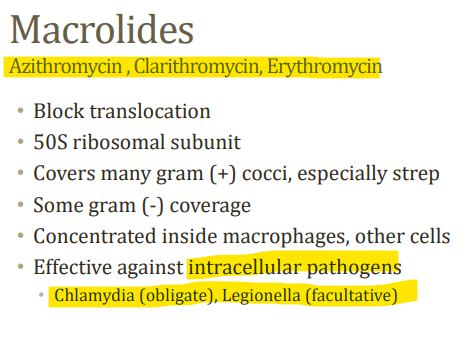 Macrolides
Azithromycin , Clarithromycin, Erythromycin
• Block translocation
• 50S ribosomal subunit
• Covers many gram (+) cocci, especially strep
• Some gram (-) coverage
• Concentrated inside macrophages, other cells
• Effective against intracellular pathogens
• Chlamydia (obligate), Legionella (facultative)